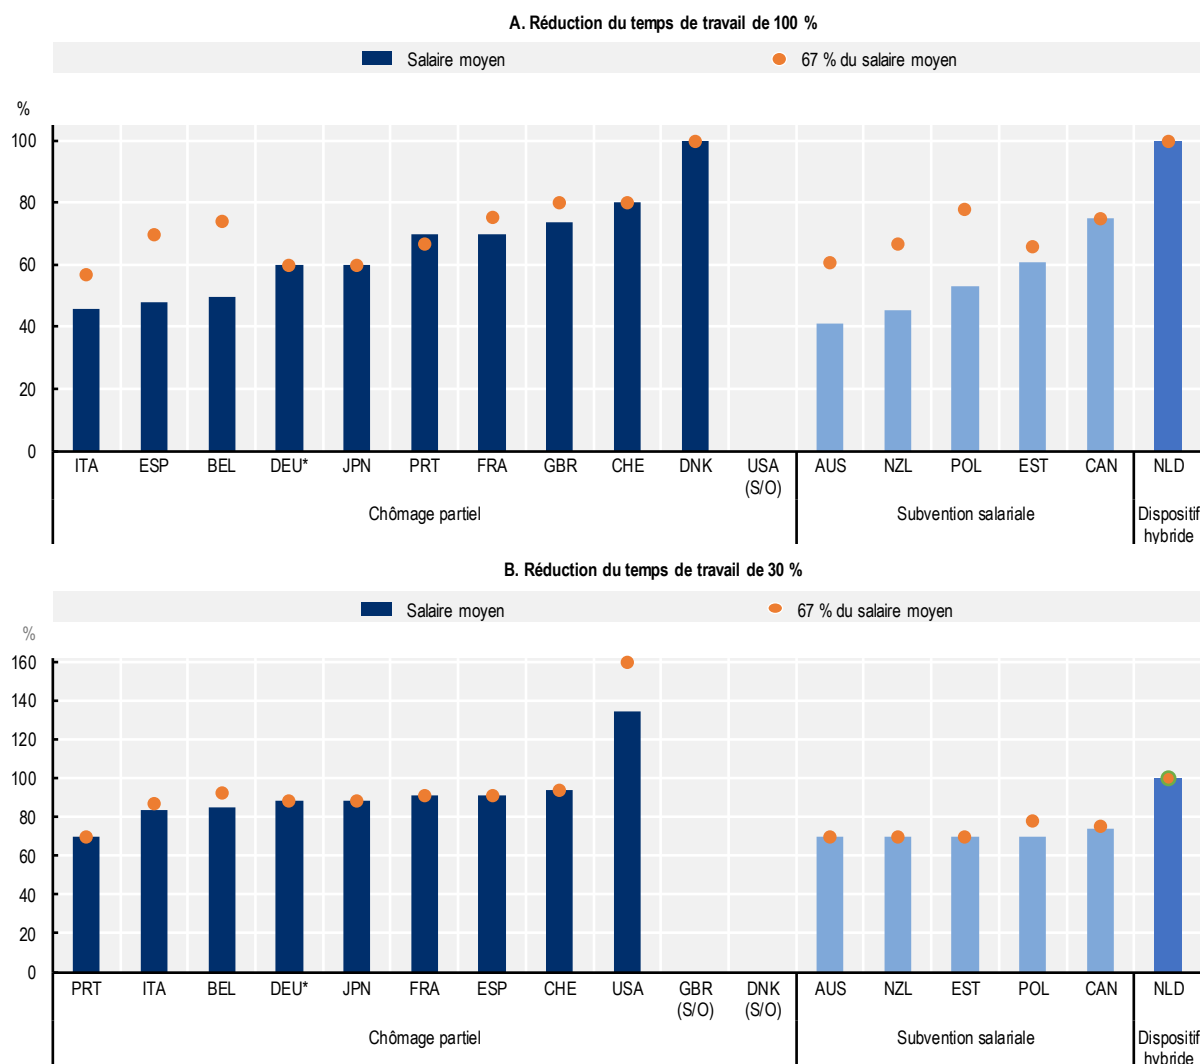 A. Réduction du temps de travail de 100 %
Salaire moyen 67 % du salaire moyen
%
100
80
60
40
20
0
ITA ESP BEL DEU* JPN PRT FRA GBR CHE DNK USA (S/O) AUS NZL POL EST CAN NLD
Chômage partiel Subvention salariale Dispositif hybride
B. Réduction du temps de travail de 30 %
Salaire moyen 67 % du salaire moyen
%
160
140
120
100
80
60
40
20
0
PRT ITA BEL DEU* JPN FRA ESP CHE USA GBR (S/O) DNK (S/O) AUS NZL EST POL CAN NLD
Chômage partiel Subvention salariale Dispositif hybride